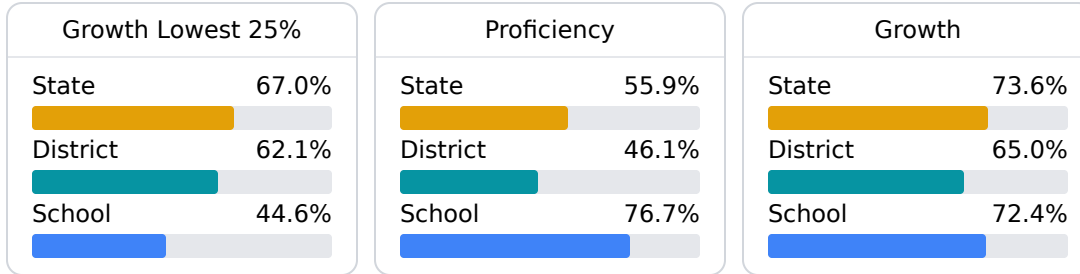 Growth Lowest 25%
State 67.0%
District 62.1%
School 44.6%
Proficiency
State 55.9%
District 46.1%
School 76.7%
Growth
State 73.6%
District 65.0%
School 72.4%